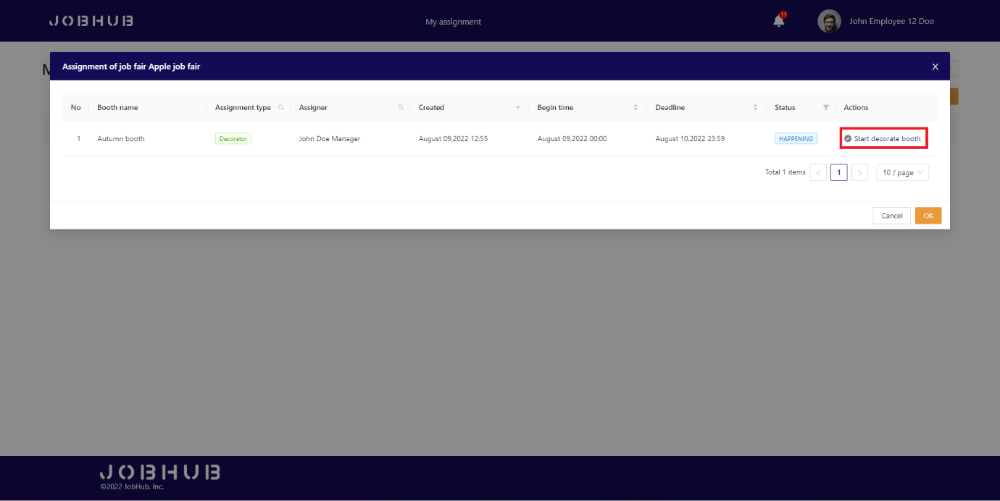 JOBHUB
My assignment
11
John Employee 12 Doe
M
Assignment of job fair Apple job fair
X
No Booth name Assignment type Assigner Created Begin time Deadline Status Actions
1 Autumn booth Decorator John Doe Manager August 09,2022 12:55 August 09,2022 00:00 August 10,2022 23:59 HAPPENING Start decorate booth
Total 1 items < 1 > 10 / page
Cancel OK
JOBHUB
©2022 JobHub. Inc.